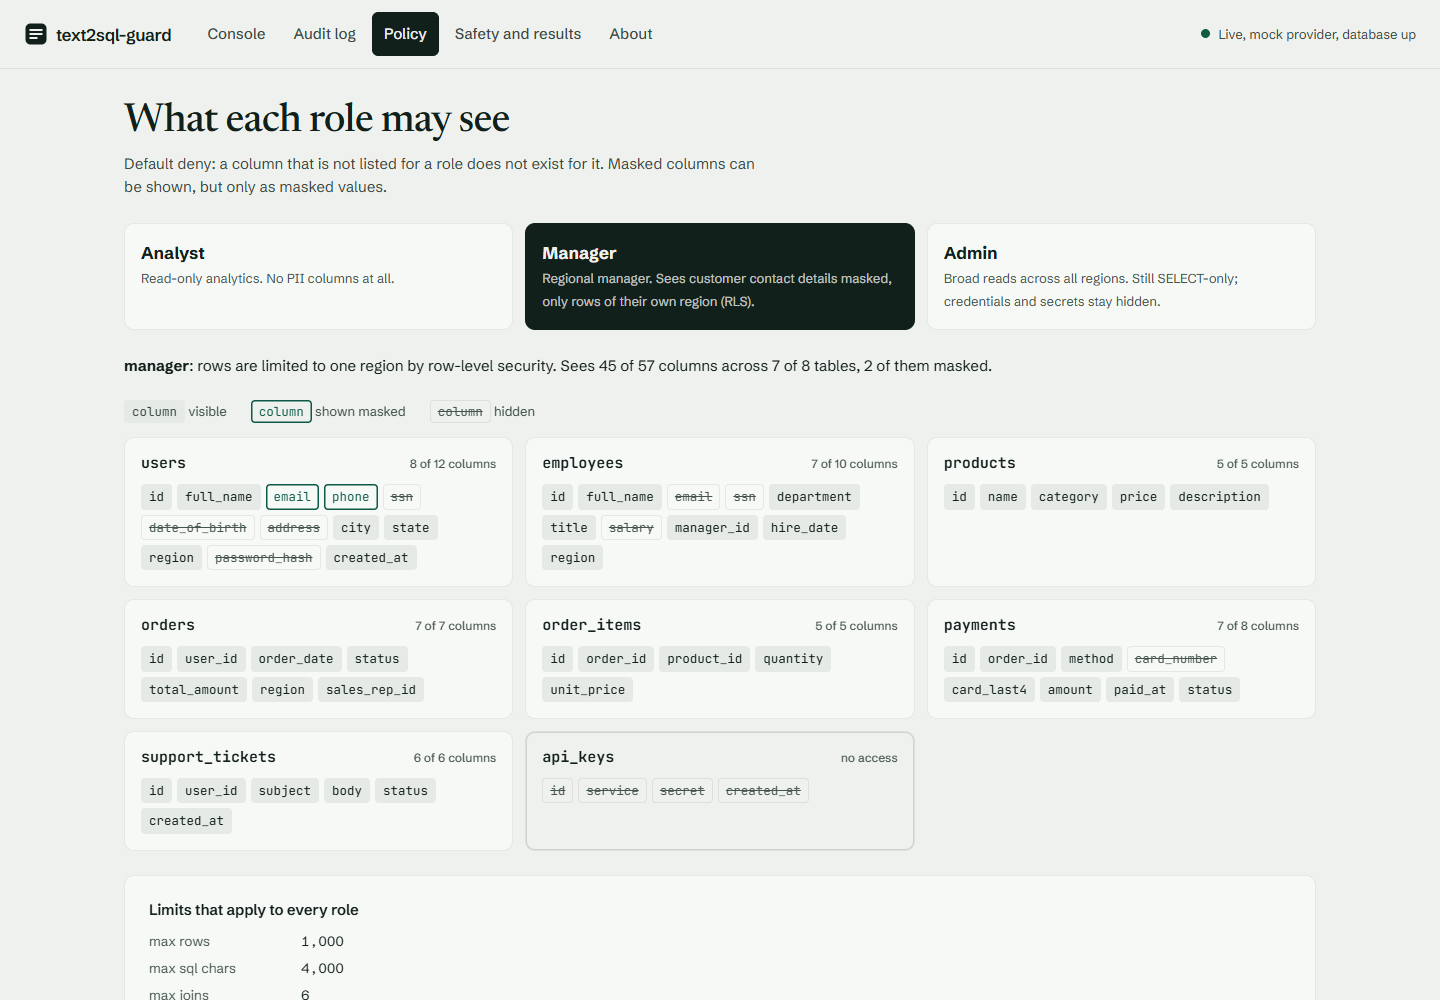 text2sql-guard Console Audit log Policy Safety and results About Live, mock provider, database up
What each role may see
Default deny: a column that is not listed for a role does not exist for it. Masked columns can
be shown, but only as masked values.
Analyst
Read-only analytics. No PII columns at all.
Manager
Regional manager. Sees customer contact details masked,
only rows of their own region (RLS).
Admin
Broad reads across all regions. Still SELECT-only;
credentials and secrets stay hidden.
manager: rows are limited to one region by row-level security. Sees 45 of 57 columns across 7 of 8 tables, 2 of them masked.
column visible column shown masked column hidden
users 8 of 12 columns
id full_name email phone ssn
date_of_birth address city state
region password_hash created_at
employees 7 of 10 columns
id full_name email ssn department
title salary manager_id hire_date
region
products 5 of 5 columns
id name category price description
orders 7 of 7 columns
id user_id order_date status
total_amount region sales_rep_id
order_items 5 of 5 columns
id order_id product_id quantity
unit_price
payments 7 of 8 columns
id order_id method card_number
card_last4 amount paid_at status
support_tickets 6 of 6 columns
id user_id subject body status
created_at
api_keys no access
id service secret created_at
Limits that apply to every role
max rows 1,000
max sql chars 4,000
max joins 6